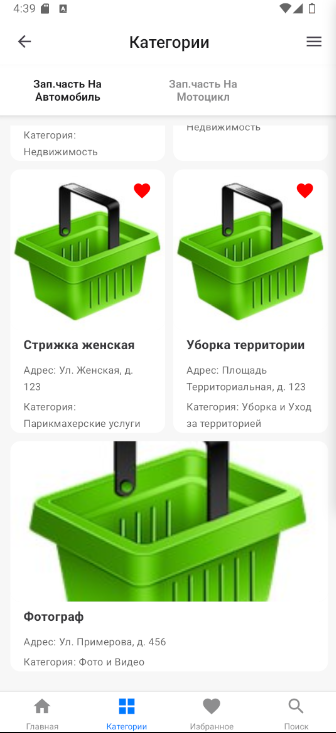 4:39
Категории
Зап.часть На
Автомобиль
Зап.часть На
Мотоцикл
Категория:
Недвижимость
Недвижимость
Стрижка женская
Адрес: Ул. Женская, д.
123
Категория:
Парикмахерские услуги
Уборка территории
Адрес: Площадь
Территориальная, д. 123
Категория: Уборка и Уход
за территорией
Фотограф
Адрес: Ул. Примерова, д. 456
Категория: Фото и Видео
Главная
Категории
Избранное
Поиск